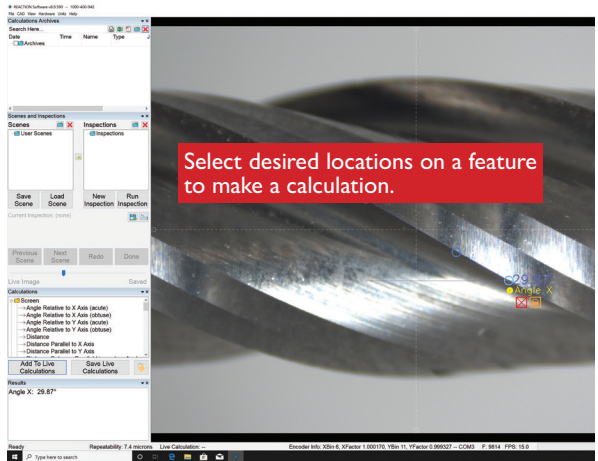 REACTION Software v8.0.590 -- 1000-400-942
File CAD View Hardware Units Help
Calculations Archives
Search Here...
Date Time Name Type
Archives
Scenes and Inspections
Scenes Inspections
User Scenes Inspections
Save Scene
Load Scene
New Inspection
Run Inspection
Current Inspection: (none)
Previous Scene
Next Scene
Redo
Done
Live Image Saved
Calculations
Screen
Angle Relative to X Axis (acute)
Angle Relative to X Axis (obtuse)
Angle Relative to Y Axis (acute)
Angle Relative to Y Axis (obtuse)
Distance
Distance Parallel to X Axis
Distance Parallel to Y Axis
Add To Live Calculations
Save Live Calculations
Results
Angle X: 29.87°
Select desired locations on a feature
to make a calculation.
Angle X
Ready Repeatability: 7.4 microns Live Calculation: -- Encoder Info: XBin 6, XFactor 1.000170, YBin 11, YFactor 0.999327 -- COM3 F: 9814 FPS: 15.0
Type here to search